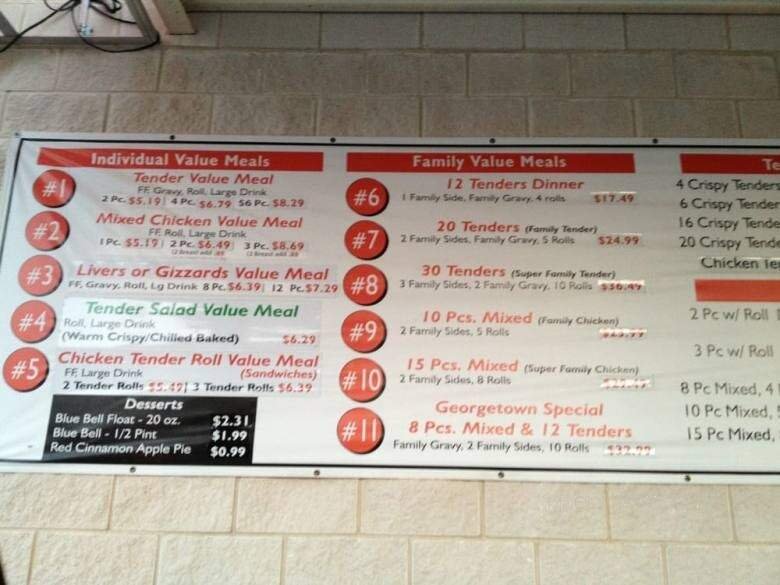 Individual Value Meals
#1
Tender Value Meal
FF, Gravy, Roll, Large Drink
2 Pc. $5.19| 4 Pc. $6.79 $6 Pc. $8.29
#2
Mixed Chicken Value Meal
FF, Roll, Large Drink
1Pc. $5.19| 2 Pc. $6.49| 3 Pc. $8.69
#3
Livers or Gizzards Value Meal
FF, Gravy, Roll, Lg Drink 8 Pc. $6.39| 12 Pc. $7.29
#4
Tender Salad Value Meal
Roll, Large Drink
(Warm Crispy/Chilled Baked) $6.29
#5
Chicken Tender Roll Value Meal
FF, Large Drink (Sandwiches)
2 Tender Rolls $5.49| 3 Tender Rolls $6.39
Desserts
Blue Bell Float - 20 oz. $2.31
Blue Bell - 1/2 Pint $1.99
Red Cinnamon Apple Pie $0.99
Family Value Meals
#6
12 Tenders Dinner
1 Family Side, Family Gravy, 4 rolls $17.49
#7
20 Tenders (Family Tender)
2 Family Sides, Family Gravy, 5 Rolls $24.99
#8
30 Tenders (Super Family Tender)
3 Family Sides, 2 Family Gravy, 10 Rolls $36.49
#9
10 Pcs. Mixed (Family Chicken)
2 Family Sides, 5 Rolls
#10
15 Pcs. Mixed (Super Family Chicken)
2 Family Sides, 8 Rolls
#11
Georgetown Special
8 Pcs. Mixed & 12 Tenders
Family Gravy, 2 Family Sides, 10 Rolls $32.99
Te
4 Crispy Tenders
6 Crispy Tender
16 Crispy Tende
20 Crispy Tende
Chicken Te
2 Pc w/ Roll
3 Pc w/ Roll
8 Pc Mixed, 4
10 Pc Mixed,
15 Pc Mixed,